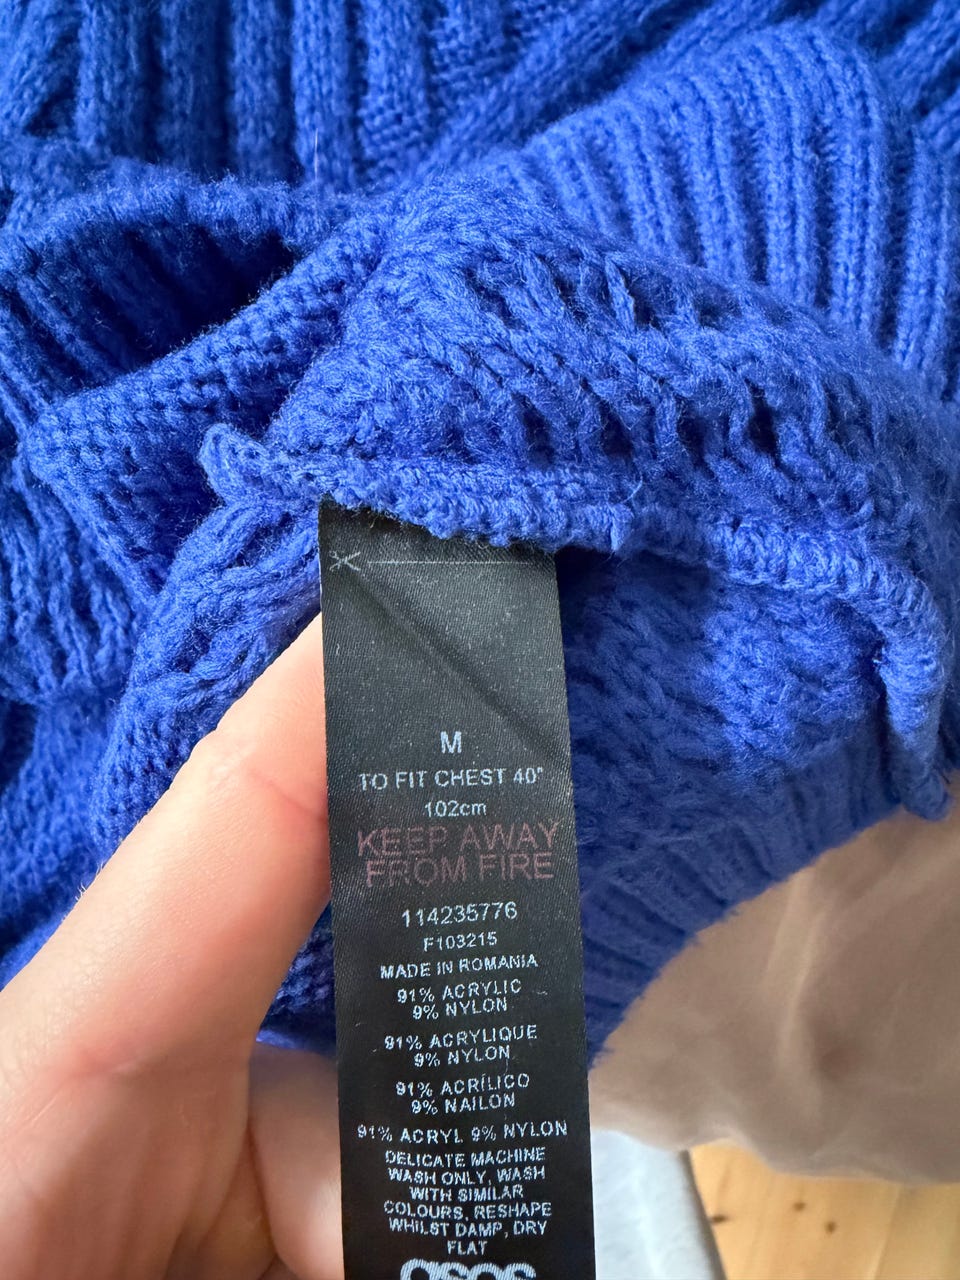 M
TO FIT CHEST 40"
102cm
KEEP AWAY
FROM FIRE
114235776
F103215
MADE IN ROMANIA
91% ACRYLIC
9% NYLON
91% ACRYLIQUE
9% NYLON
91% ACRÍLICO
9% NAILON
91% ACRYL 9% NYLON
DELICATE MACHINE
WASH ONLY, WASH
WITH SIMILAR
COLOURS, RESHAPE
WHILST DAMP, DRY
FLAT
asos